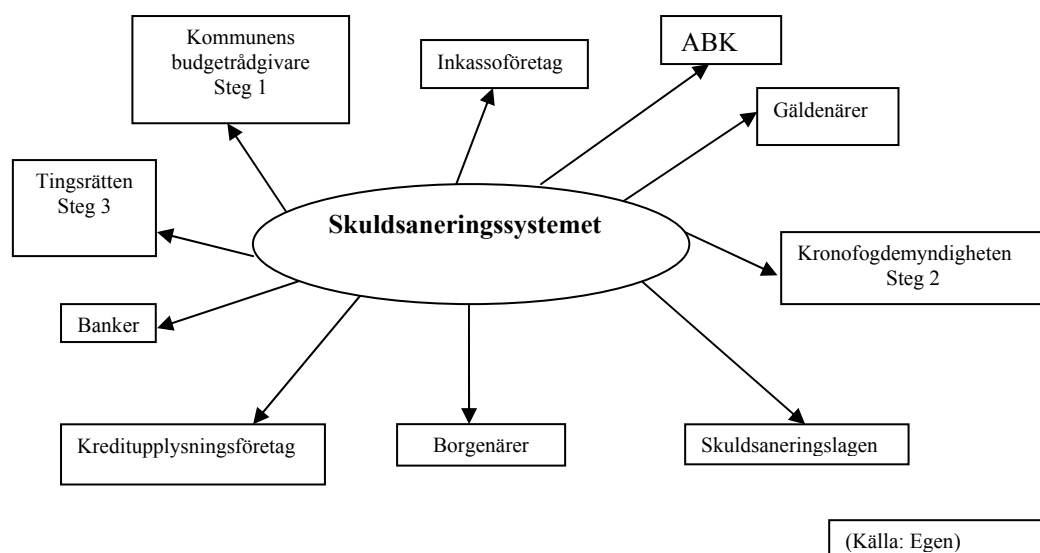 Kommunens
budgetrådgivare
Steg 1
Inkassoföretag
ABK
Gäldenärer
Tingsrätten
Steg 3
Skuldsaneringssystemet
Kronofogdemyndigheten
Steg 2
Banker
Kreditupplysningsföretag
Borgenärer
Skuldsaneringslagen
(Källa: Egen)